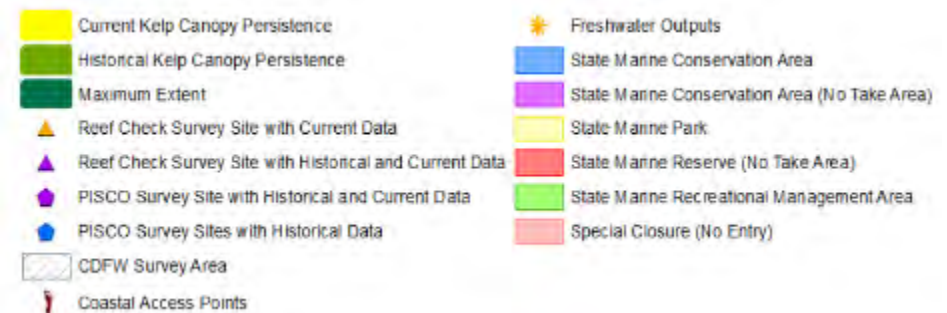 Current Kelp Canopy Persistence
Historical Kelp Canopy Persistence
Maximum Extent
Reef Check Survey Site with Current Data
Reef Check Survey Site with Historical and Current Data
PISCO Survey Site with Historical and Current Data
PISCO Survey Sites with Historical Data
CDFW Survey Area
Coastal Access Points
Freshwater Outputs
State Marine Conservation Area
State Marine Conservation Area (No Take Area)
State Marine Park
State Marine Reserve (No Take Area)
State Marine Recreational Management Area
Special Closure (No Entry)